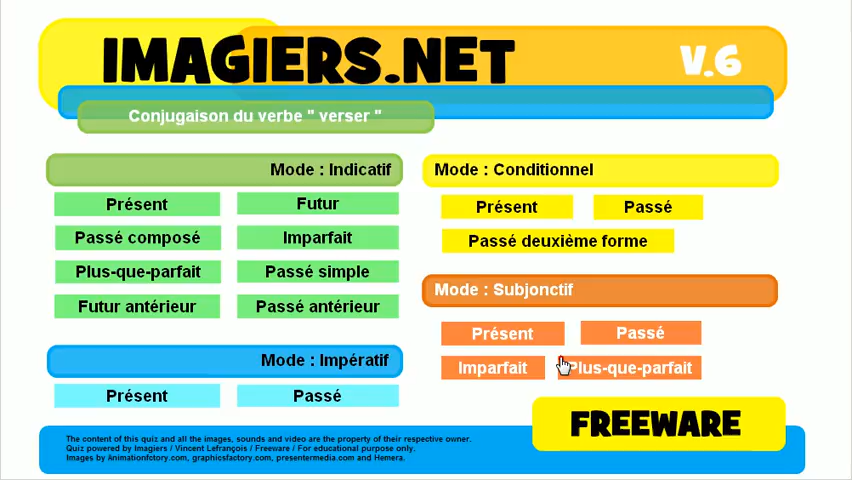 IMAGIERS.NET
V.6
Conjugaison du verbe " verser "
Mode : Indicatif
Présent
Futur
Passé composé
Imparfait
Plus-que-parfait
Passé simple
Futur antérieur
Passé antérieur
Mode : Impératif
Présent
Passé
Mode : Conditionnel
Présent
Passé
Passé deuxième forme
Mode : Subjonctif
Présent
Passé
Imparfait
Plus-que-parfait
FREEWARE
The content of this quiz and all the images, sounds and video are the property of their respective owner.
Quiz powered by Imagiers / Vincent Lefrançois / Freeware / For educational purpose only.
Images by Animationfctory.com, graphicsfactory.com, presentermedia.com and Hemera.